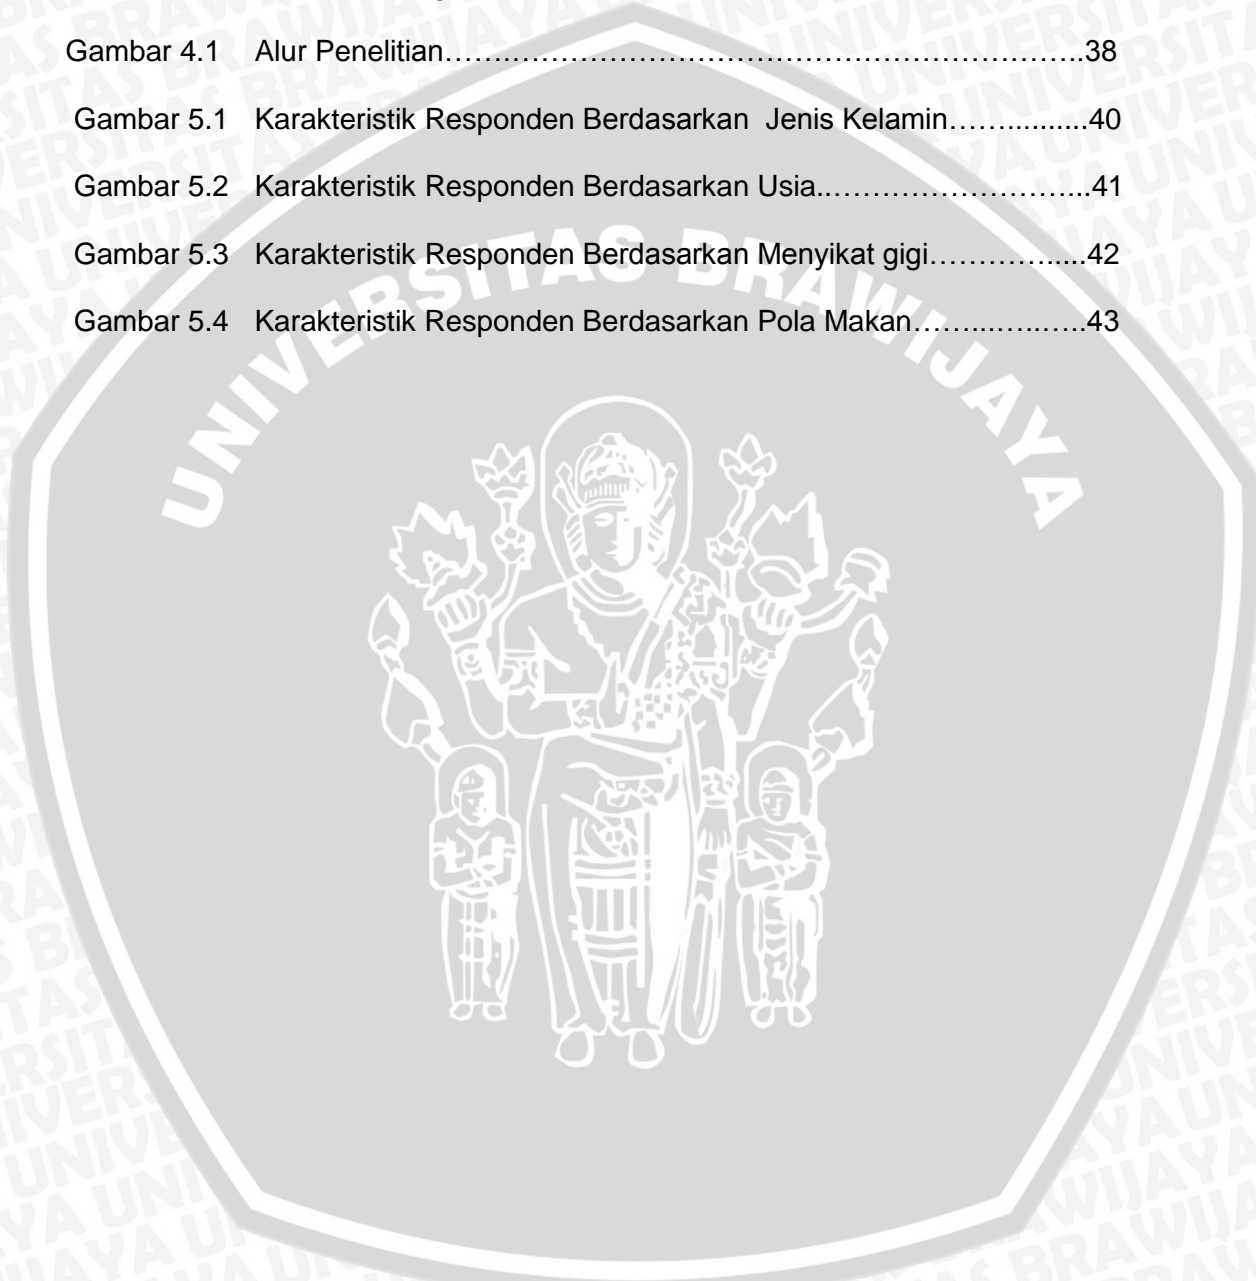 Gambar 4.1 Alur Penelitian…….…………………………………………………..38
Gambar 5.1 Karakteristik Responden Berdasarkan  Jenis Kelamin……..........40
Gambar 5.2 Karakteristik Responden Berdasarkan Usia..……………………....41
Gambar 5.3 Karakteristik Responden Berdasarkan Menyikat gigi………….....42
Gambar 5.4 Karakteristik Responden Berdasarkan Pola Makan……....…..…..43
UNIVERSITAS BRAWIJAYA